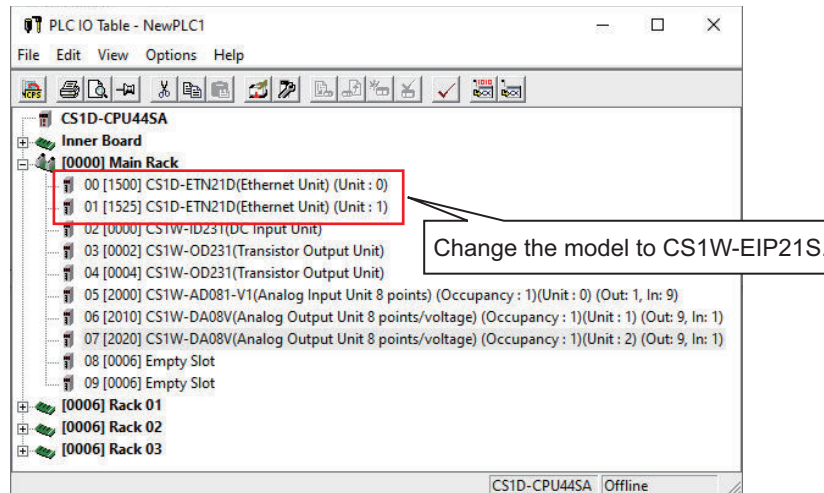 PLC IO Table - NewPLC1
File Edit View Options Help
CS1D-CPU44SA
Inner Board
[0000] Main Rack
00 [1500] CS1D-ETN21D(Ethernet Unit) (Unit : 0)
01 [1525] CS1D-ETN21D(Ethernet Unit) (Unit : 1)
02 [0000] CS1W-ID231(DC Input Unit)
Change the model to CS1W-EIP21S.
03 [0002] CS1W-OD231(Transistor Output Unit)
04 [0004] CS1W-OD231(Transistor Output Unit)
05 [2000] CS1W-AD081-V1(Analog Input Unit 8 points) (Occupancy : 1)(Unit : 0) (Out: 1, In: 9)
06 [2010] CS1W-DA08V(Analog Output Unit 8 points/voltage) (Occupancy : 1)(Unit : 1) (Out: 9, In: 1)
07 [2020] CS1W-DA08V(Analog Output Unit 8 points/voltage) (Occupancy : 1)(Unit : 2) (Out: 9, In: 1)
08 [0006] Empty Slot
09 [0006] Empty Slot
[0006] Rack 01
[0006] Rack 02
[0006] Rack 03
CS1D-CPU44SA Offline